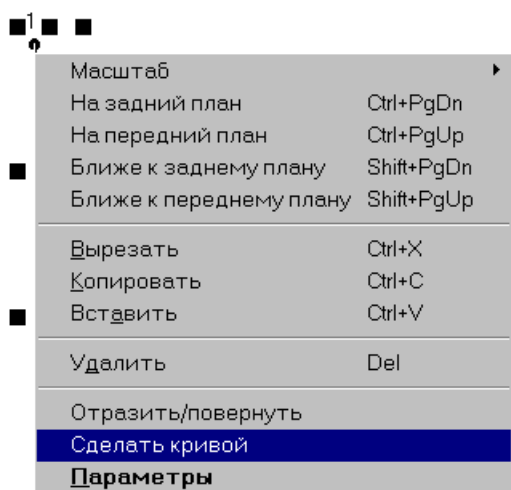 1
Масштаб
На задний план Ctrl+PgDn
На передний план Ctrl+PgUp
Ближе к заднему плану Shift+PgDn
Ближе к переднему плану Shift+PgUp
Вырезать Ctrl+X
Копировать Ctrl+C
Вставить Ctrl+V
Удалить Del
Отразить/повернуть
Сделать кривой
Параметры